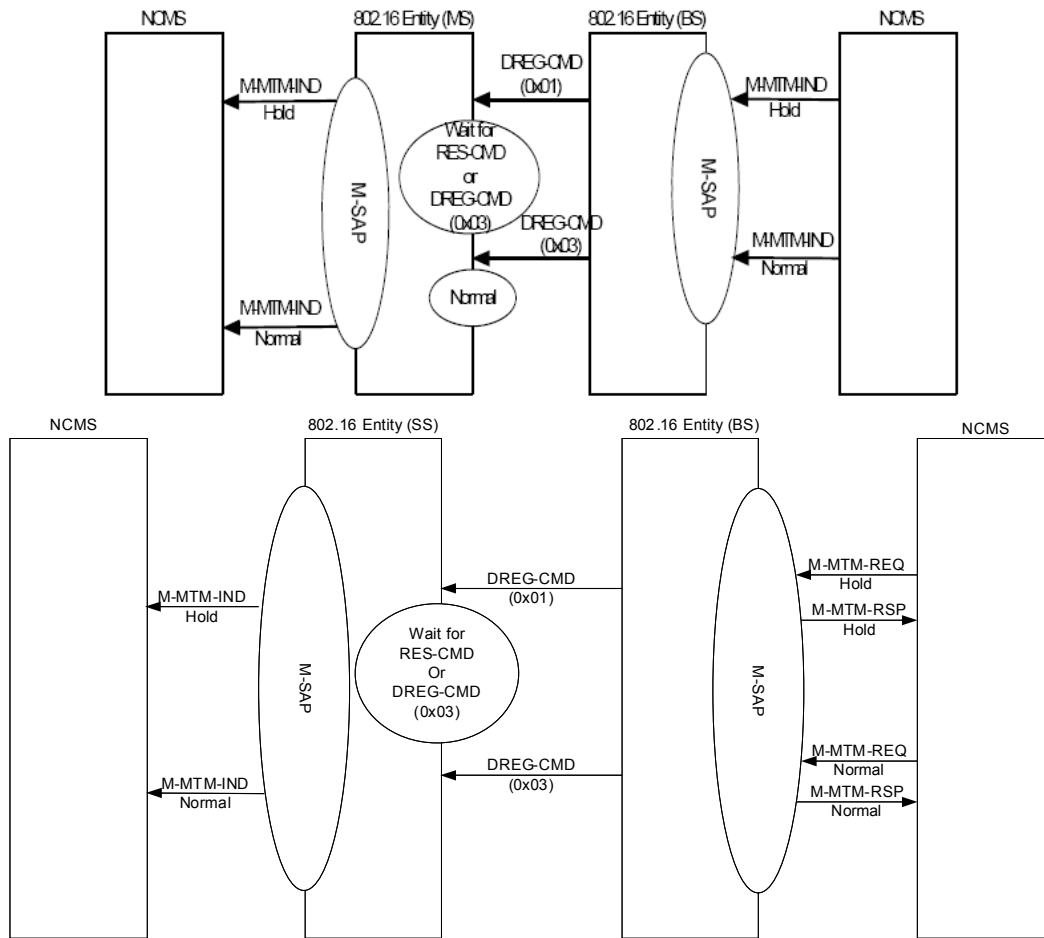 NCMS
802.16 Entity (MS)
802.16 Entity (BS)
NCMS
M-MTM-IND
Hold
DREG-CMD
(0x01)
M-MTM-IND
Hold
Wait for
RES-CMD
or
DREG-CMD
(0x03)
M-SAP
M-SAP
DREG-CMD
(0x03)
M-MTM-IND
Normal
Normal
M-MTM-IND
Normal
NCMS
802.16 Entity (SS)
802.16 Entity (BS)
NCMS
M-MTM-REQ
Hold
DREG-CMD
(0x01)
M-MTM-IND
Hold
M-MTM-RSP
Hold
Wait for
RES-CMD
Or
DREG-CMD
(0x03)
M-SAP
M-SAP
M-MTM-REQ
Normal
DREG-CMD
(0x03)
M-MTM-IND
Normal
M-MTM-RSP
Normal